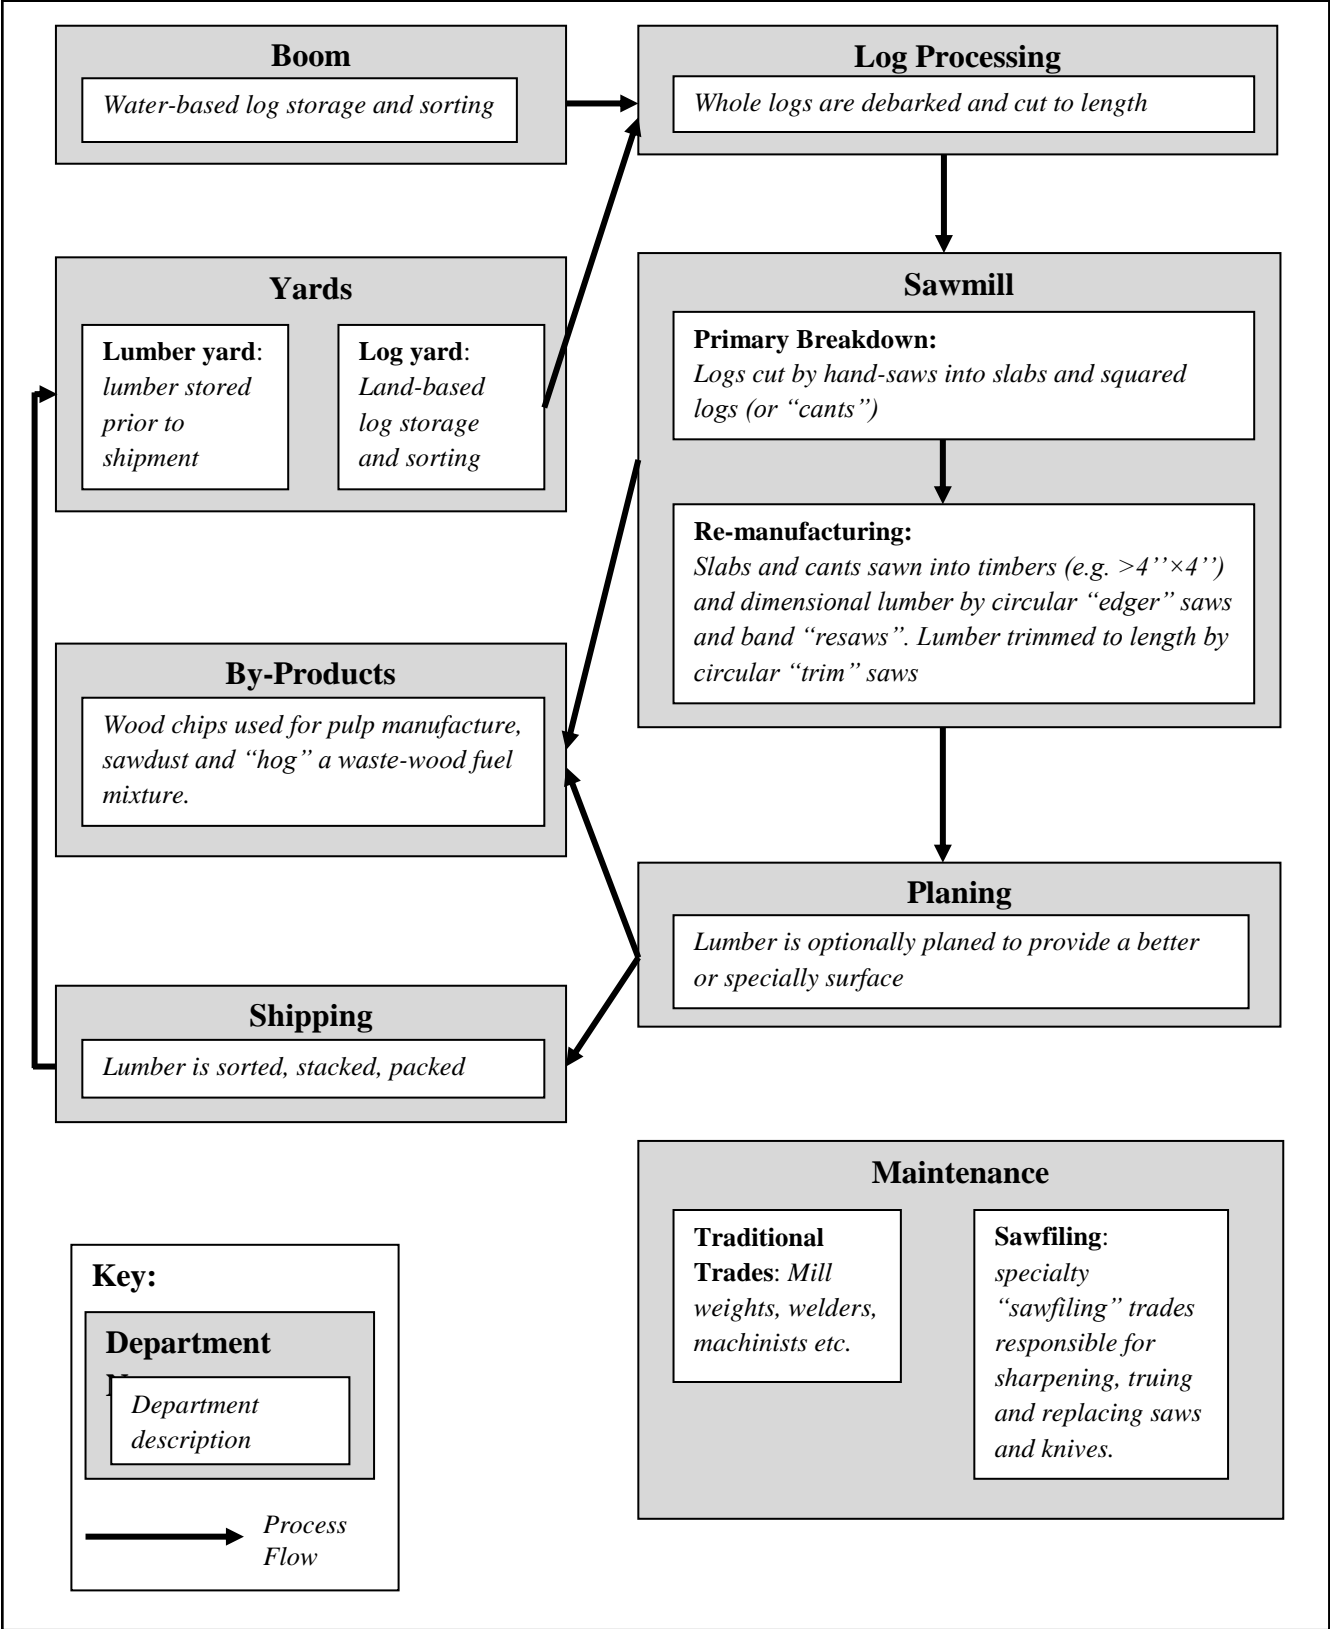 Boom
Water-based log storage and sorting
Log Processing
Whole logs are debarked and cut to length
Yards
Lumber yard:
lumber stored
prior to
shipment
Log yard:
Land-based
log storage
and sorting
Sawmill
Primary Breakdown:
Logs cut by hand-saws into slabs and squared
logs (or “cants”)
Re-manufacturing:
Slabs and cants sawn into timbers (e.g. >4’’×4’’)
and dimensional lumber by circular “edger” saws
and band “resaws”. Lumber trimmed to length by
circular “trim” saws
By-Products
Wood chips used for pulp manufacture,
sawdust and “hog” a waste-wood fuel
mixture.
Planing
Lumber is optionally planed to provide a better
or specially surface
Shipping
Lumber is sorted, stacked, packed
Maintenance
Traditional
Trades: Mill
weights, welders,
machinists etc.
Sawfiling:
specialty
“sawfiling” trades
responsible for
sharpening, truing
and replacing saws
and knives.
Key:
Department
Department
description
Process
Flow